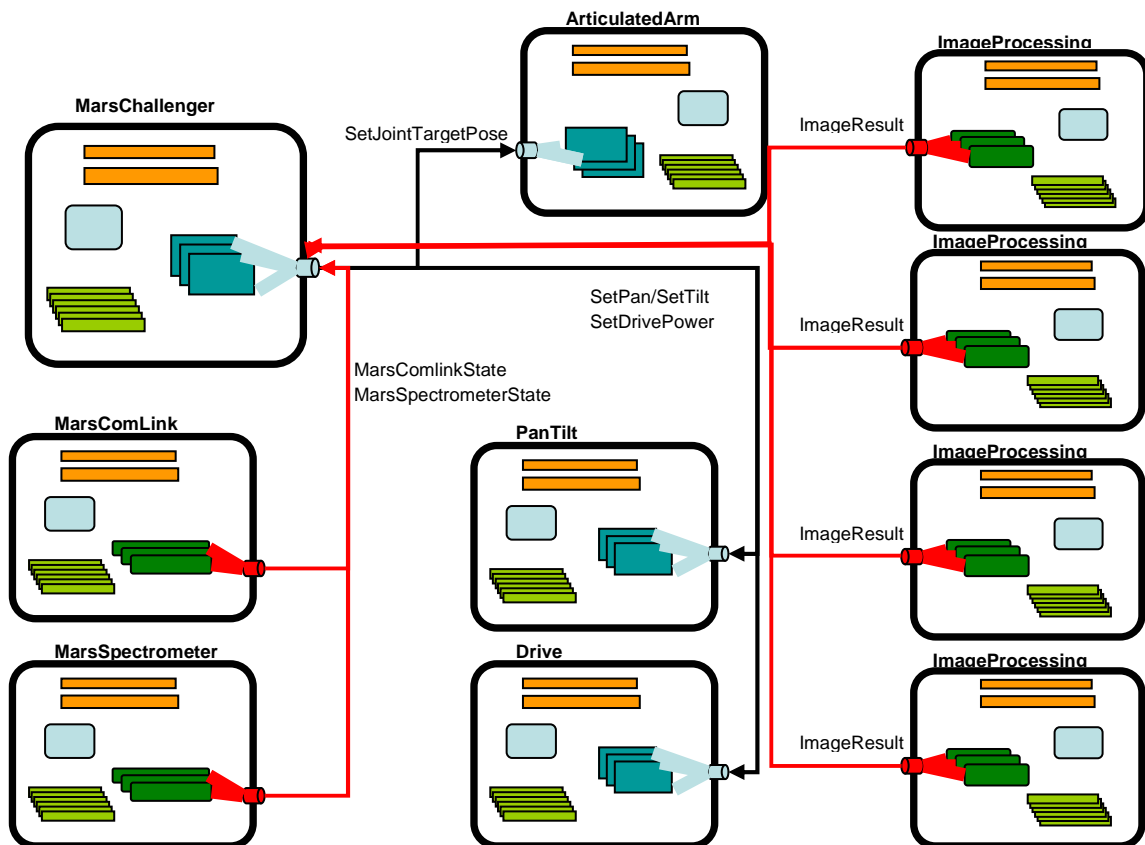 ArticulatedArm
ImageProcessing
MarsChallenger
SetJointTargetPose
ImageResult
ImageProcessing
SetPan/SetTilt
SetDrivePower
ImageResult
MarsComlinkState
MarsSpectrometerState
MarsComLink
PanTilt
ImageProcessing
ImageResult
MarsSpectrometer
Drive
ImageProcessing
ImageResult